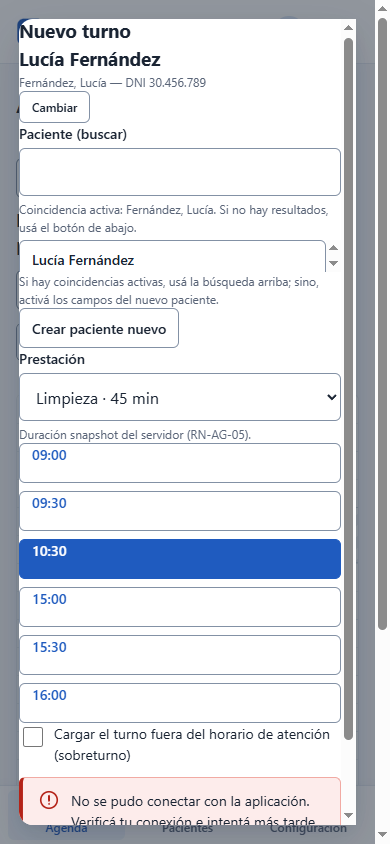 Nuevo turno
Lucía Fernández
Fernández, Lucía — DNI 30.456.789
Cambiar
Paciente (buscar)
Coincidencia activa: Fernández, Lucía. Si no hay resultados,
usá el botón de abajo.
Lucía Fernández
Si hay coincidencias activas, usá la búsqueda arriba; sino,
activá los campos del nuevo paciente.
Crear paciente nuevo
Prestación
Limpieza · 45 min
Duración snapshot del servidor (RN-AG-05).
09:00
09:30
10:30
15:00
15:30
16:00
Cargar el turno fuera del horario de atención
(sobreturno)
No se pudo conectar con la aplicación.
Verificá tu conexión e intentá más tarde
Agenda
Pacientes
Configuración